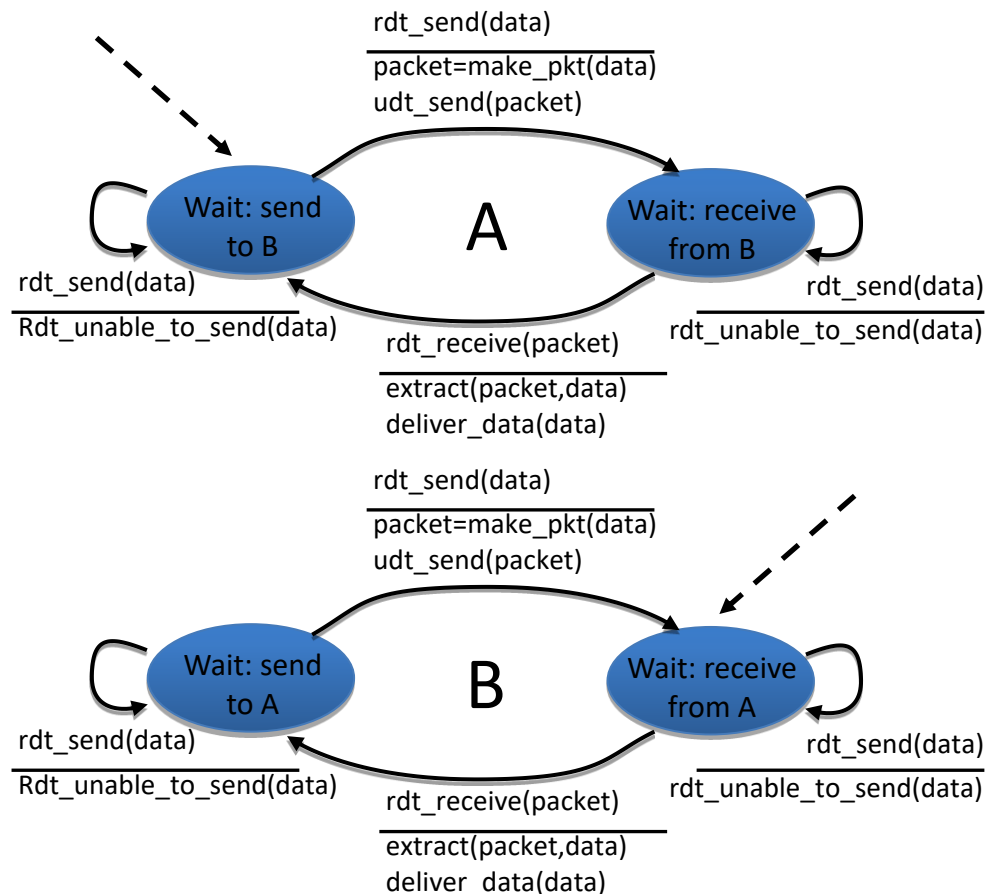 rdt_send(data)
packet=make_pkt(data)
udt_send(packet)
Wait: send
to B
A
Wait: receive
from B
rdt_send(data)
Rdt_unable_to_send(data)
rdt_send(data)
rdt_unable_to_send(data)
rdt_receive(packet)
extract(packet,data)
deliver_data(data)
rdt_send(data)
packet=make_pkt(data)
udt_send(packet)
Wait: send
to A
B
Wait: receive
from A
rdt_send(data)
Rdt_unable_to_send(data)
rdt_send(data)
rdt_unable_to_send(data)
rdt_receive(packet)
extract(packet,data)
deliver_data(data)